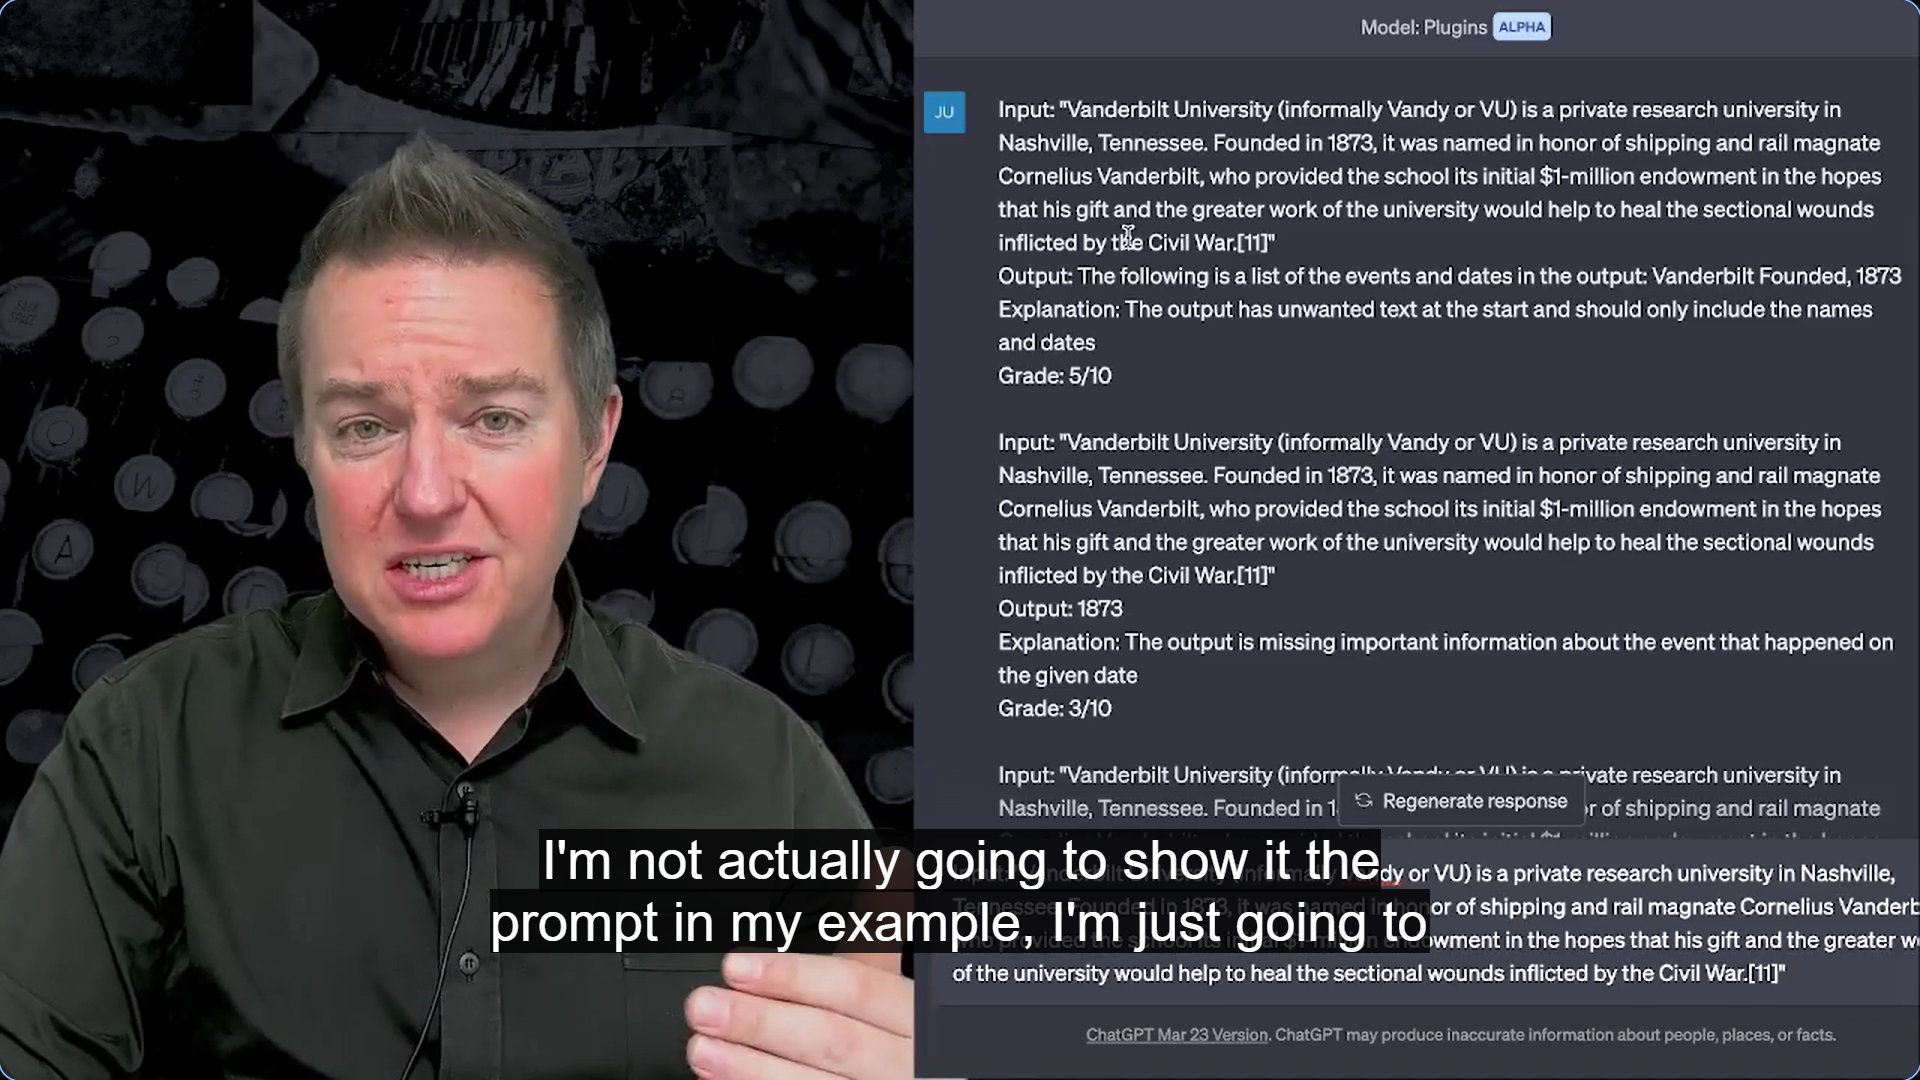 Model: Plugins ALPHA
JU
Input: "Vanderbilt University (informally Vandy or VU) is a private research university in
Nashville, Tennessee. Founded in 1873, it was named in honor of shipping and rail magnate
Cornelius Vanderbilt, who provided the school its initial $1-million endowment in the hopes
that his gift and the greater work of the university would help to heal the sectional wounds
inflicted by the Civil War.[11]"
Output: The following is a list of the events and dates in the output: Vanderbilt Founded, 1873
Explanation: The output has unwanted text at the start and should only include the names
and dates
Grade: 5/10
Input: "Vanderbilt University (informally Vandy or VU) is a private research university in
Nashville, Tennessee. Founded in 1873, it was named in honor of shipping and rail magnate
Cornelius Vanderbilt, who provided the school its initial $1-million endowment in the hopes
that his gift and the greater work of the university would help to heal the sectional wounds
inflicted by the Civil War.[11]"
Output: 1873
Explanation: The output is missing important information about the event that happened on
the given date
Grade: 3/10
Input: "Vanderbilt University (informally Vandy or VU) is a private research university in
Nashville, Tennessee. Founded in or of shipping and rail magnate
Regenerate response
I'm not actually going to show it the
prompt in my example, I'm just going to
dy or VU) is a private research university in Nashville,
or of shipping and rail magnate Cornelius Vanderb
wment in the hopes that his gift and the greater
of the university would help to heal the sectional wounds inflicted by the Civil War.[11]"
ChatGPT Mar 23 Version. ChatGPT may produce inaccurate information about people, places, or facts.